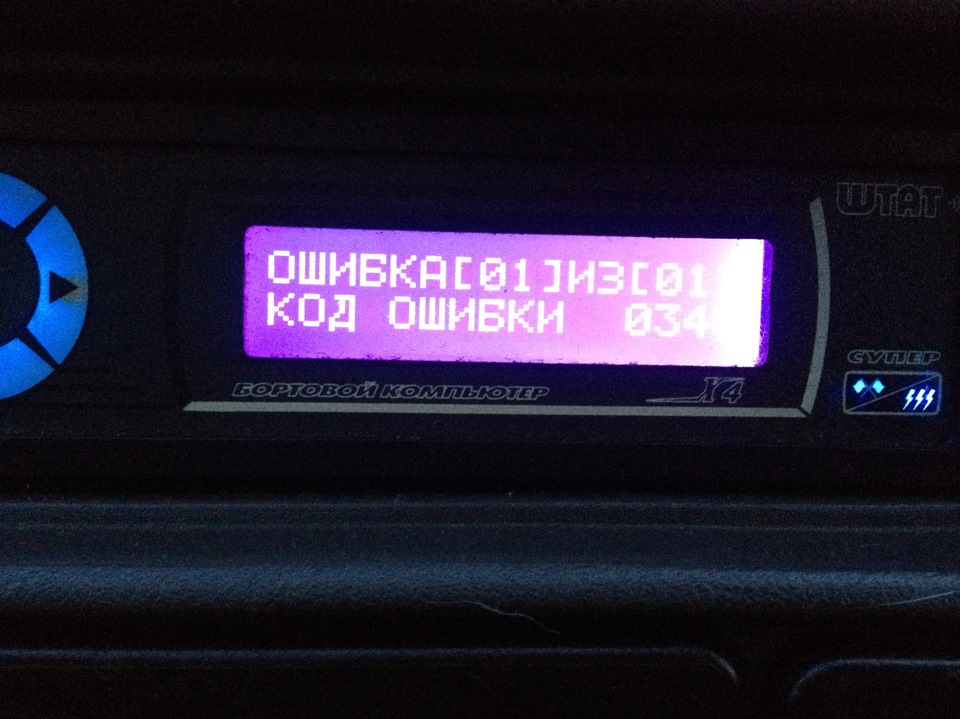 ШТАТ
ОШИБКА[01]ИЗ[01
КОД ОШИБКИ 034
СУПЕР
БОРТОВОЙ КОМПЬЮТЕР X4